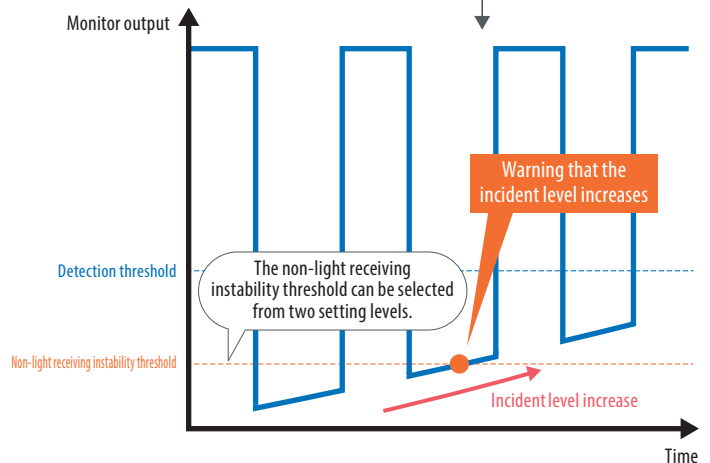 Monitor output
Warning that the
incident level increases
Detection threshold
The non-light receiving
instability threshold can be selected
from two setting levels.
Non-light receiving instability threshold
Incident level increase
Time